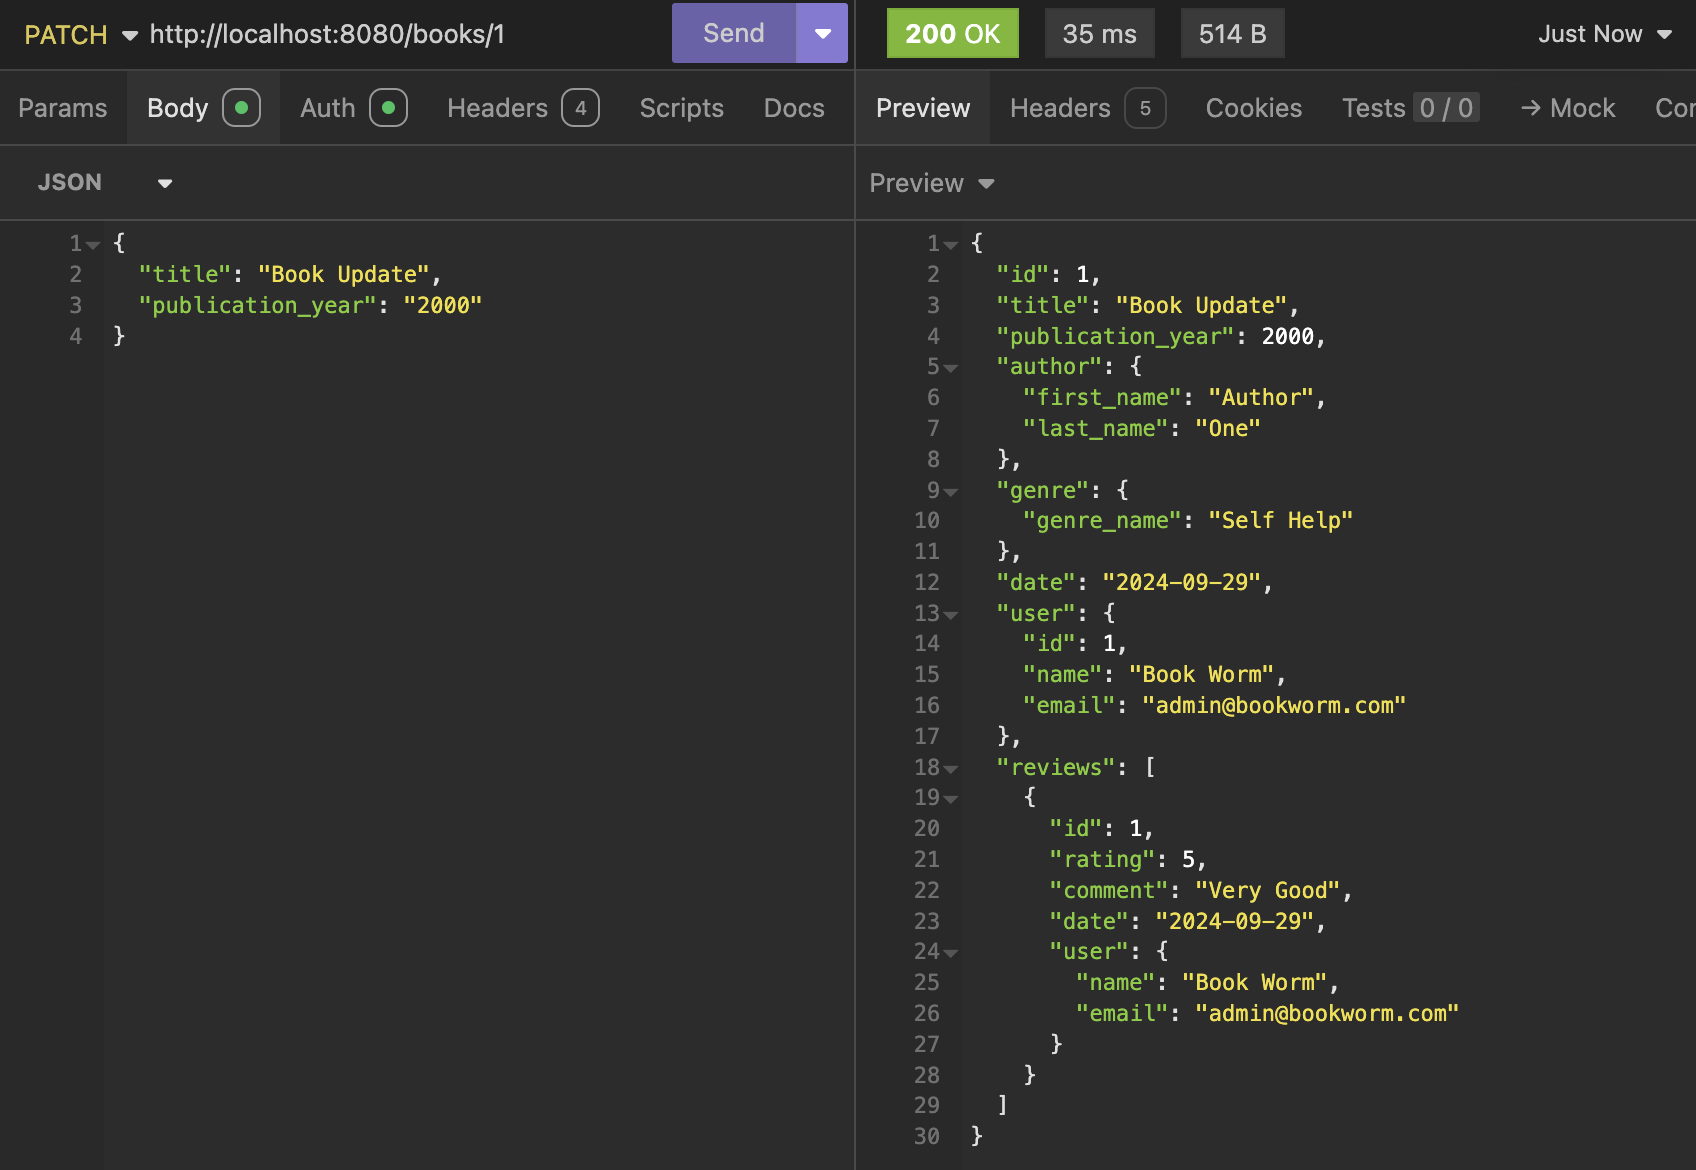 PATCH http://localhost:8080/books/1 Send
200 OK 35 ms 514 B Just Now
Params Body Auth Headers 4 Scripts Docs
Preview Headers 5 Cookies Tests 0 / 0 → Mock Cor
JSON
Preview
1 {
2 "title": "Book Update",
3 "publication_year": "2000"
4 }
1 {
2 "id": 1,
3 "title": "Book Update",
4 "publication_year": 2000,
5 "author": {
6 "first_name": "Author",
7 "last_name": "One"
8 },
9 "genre": {
10 "genre_name": "Self Help"
11 },
12 "date": "2024-09-29",
13 "user": {
14 "id": 1,
15 "name": "Book Worm",
16 "email": "admin@bookworm.com"
17 },
18 "reviews": [
19 {
20 "id": 1,
21 "rating": 5,
22 "comment": "Very Good",
23 "date": "2024-09-29",
24 "user": {
25 "name": "Book Worm",
26 "email": "admin@bookworm.com"
27 }
28 }
29 ]
30 }